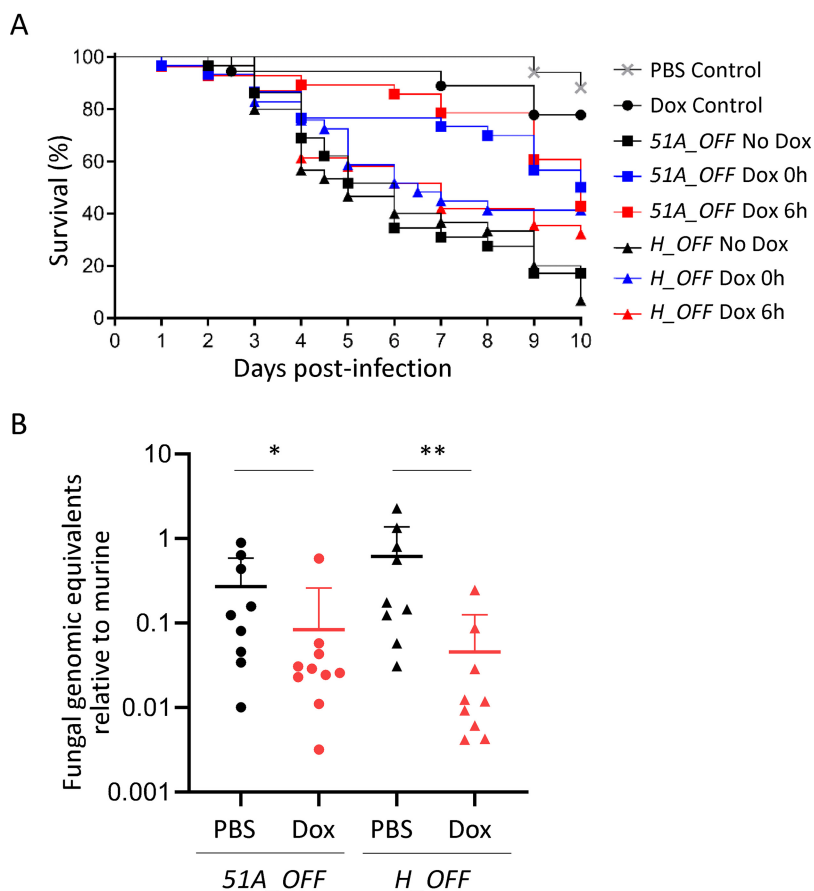 A
100
80
60
40
20
0
Survival (%)
0 1 2 3 4 5 6 7 8 9 10
Days post-infection
PBS Control
Dox Control
51A_OFF No Dox
51A_OFF Dox 0h
51A_OFF Dox 6h
H_OFF No Dox
H_OFF Dox 0h
H_OFF Dox 6h
B
Fungal genomic equivalents
relative to murine
10
1
0.1
0.01
0.001
* **
PBS Dox PBS Dox
51A OFF H OFF